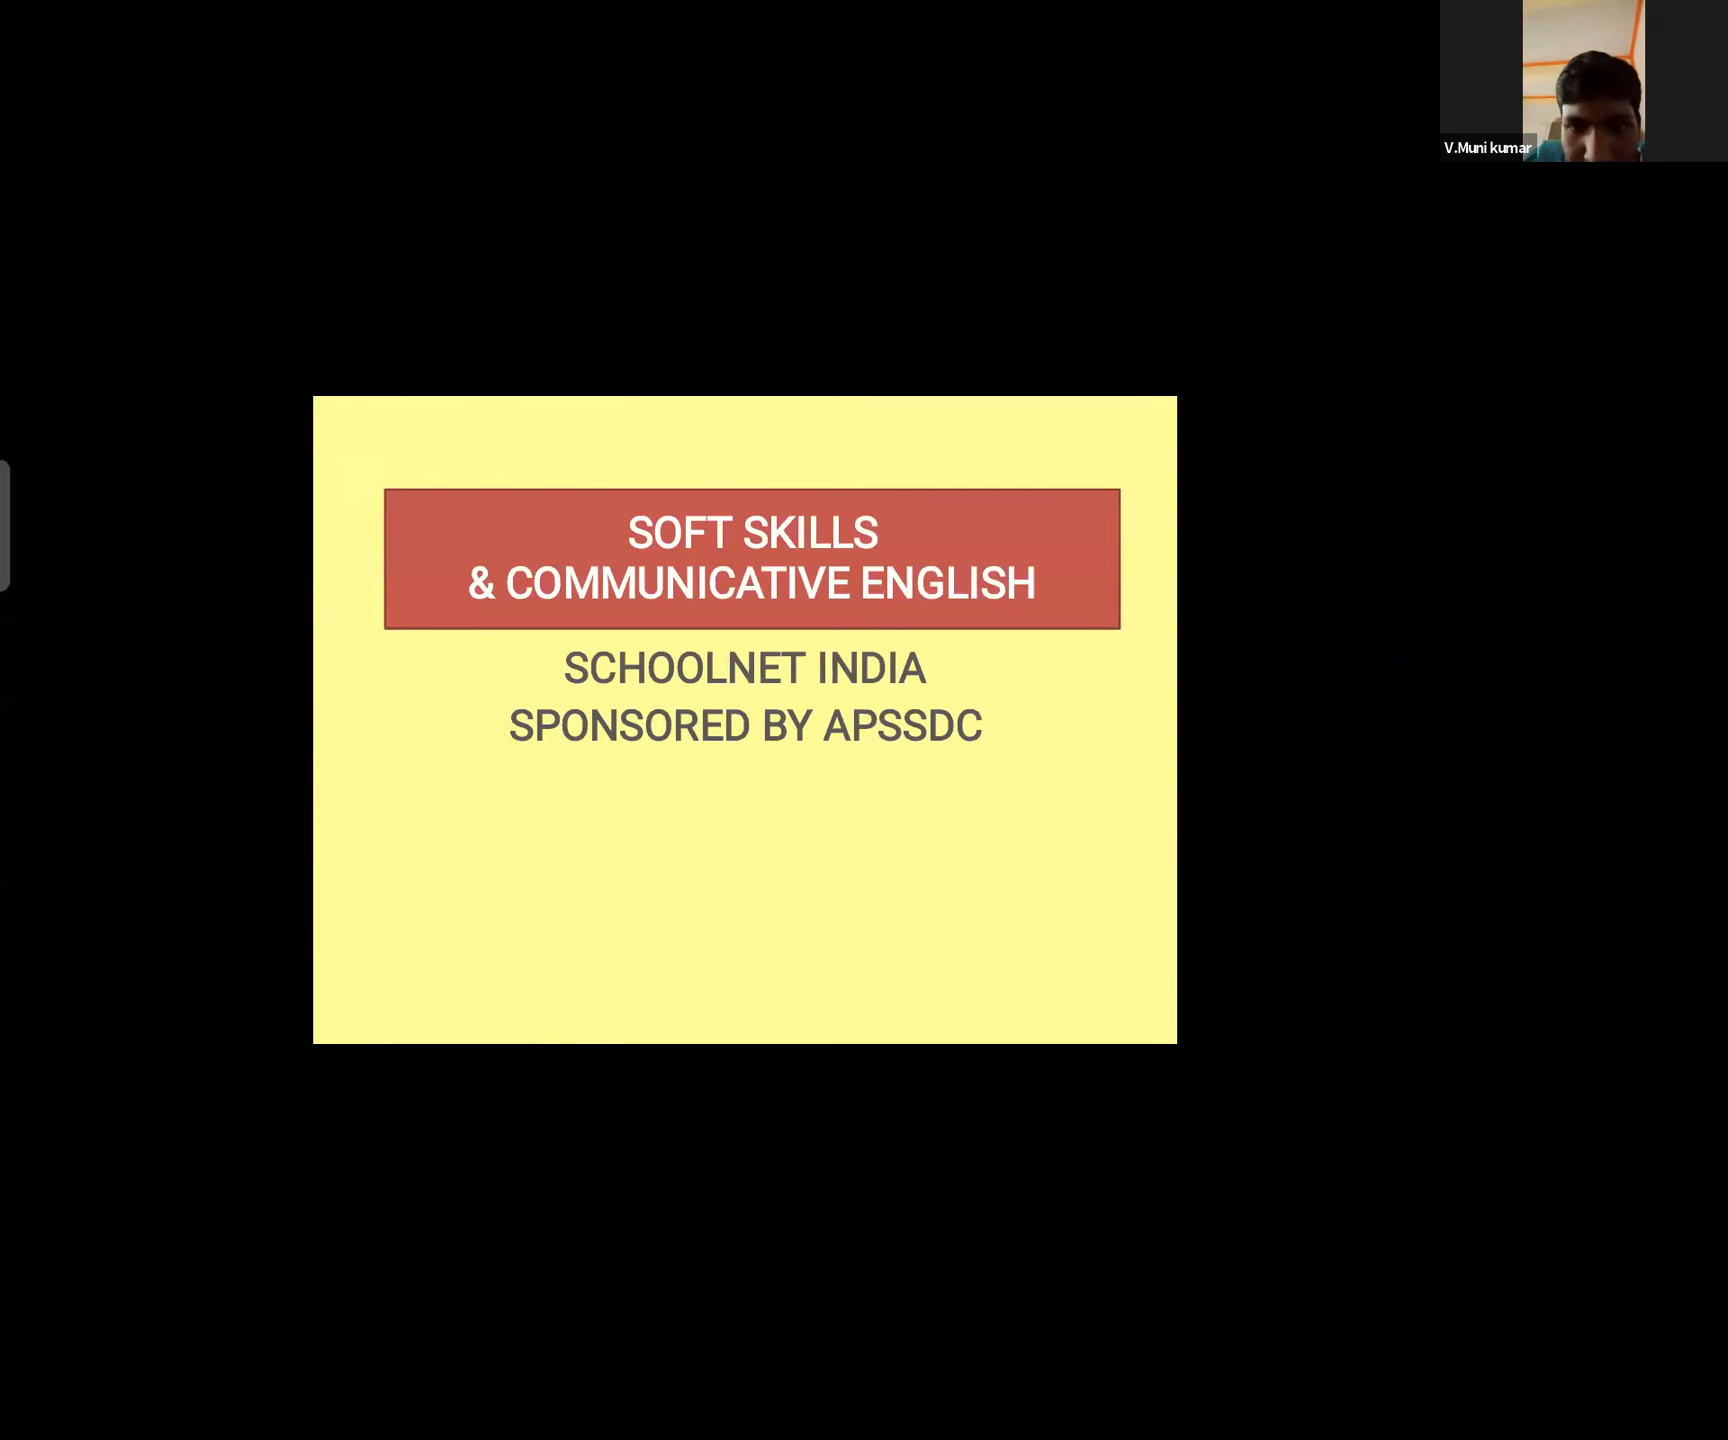 V.Muni kumar
SOFT SKILLS
& COMMUNICATIVE ENGLISH
SCHOOLNET INDIA
SPONSORED BY APSSDC